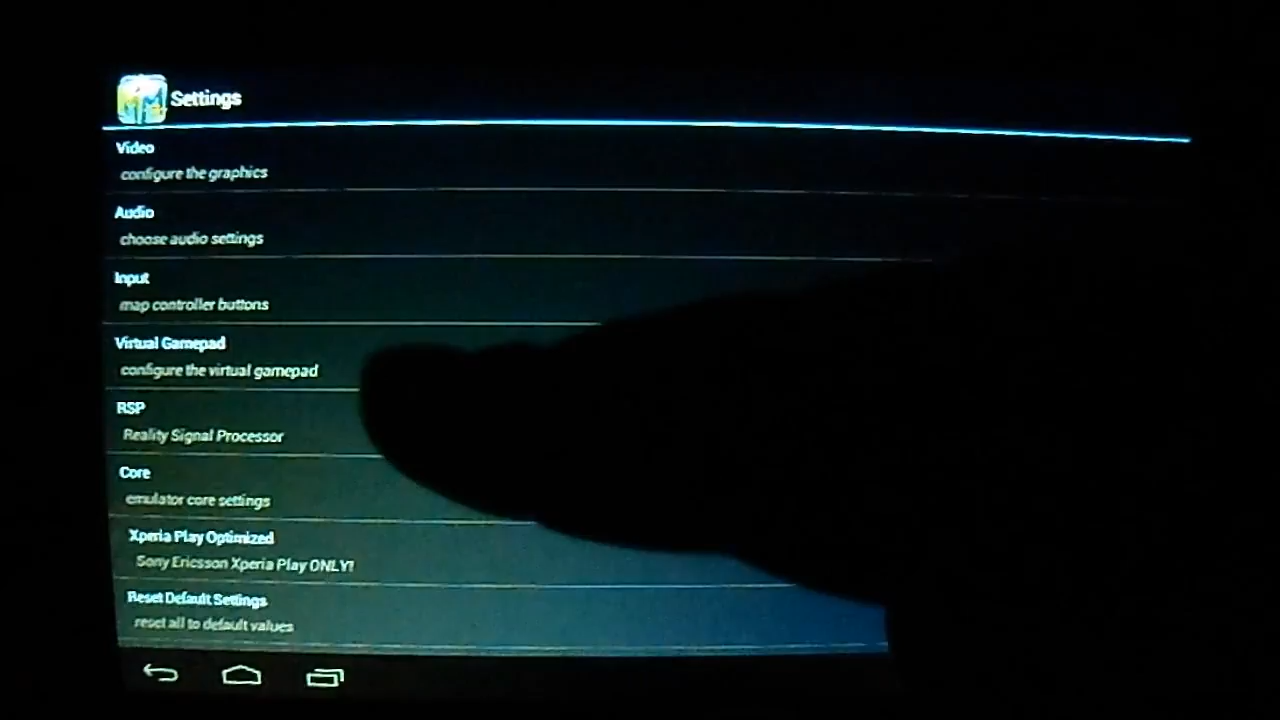 Settings
Video
configure the graphics
Audio
choose audio settings
Input
map controller buttons
Virtual Gamepad
configure the virtual gamepad
RSP
Reality Signal Processor
Core
emulator core settings
Xperia Play Optimized
Sony Ericsson Xperia Play ONLY!
Reset Default Settings
reset all to default values